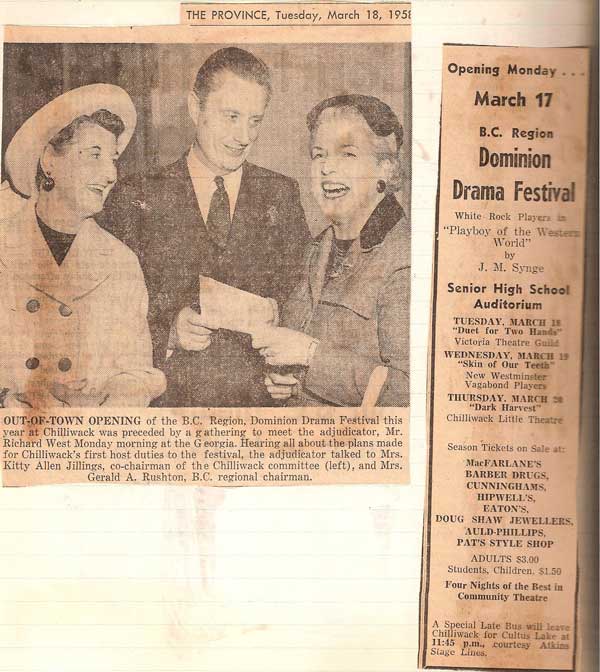 THE PROVINCE, Tuesday, March 18, 1958
OUT-OF-TOWN OPENING of the B.C. Region, Dominion Drama Festival this
year at Chilliwack was preceded by a gathering to meet the adjudicator, Mr.
Richard West Monday morning at the Georgia. Hearing all about the plans made
for Chilliwack's first host duties to the festival, the adjudicator talked to Mrs.
Kitty Allen Jillings, co-chairman of the Chilliwack committee (left), and Mrs.
Gerald A. Rushton, B.C. regional chairman.
Opening Monday . . .
March 17
B.C. Region
Dominion
Drama Festival
White Rock Players in
"Playboy of the Western
World"
by
J. M. Synge
Senior High School
Auditorium
TUESDAY, MARCH 18
"Duet for Two Hands"
Victoria Theatre Guild
WEDNESDAY, MARCH 19
"Skin of Our Teeth"
New Westminster
Vagabond Players
THURSDAY, MARCH 20
"Dark Harvest"
Chilliwack Little Theatre
Season Tickets on Sale at:
MacFARLANE'S
BARBER DRUGS,
CUNNINGHAMS,
HIPWELL'S,
EATON'S,
DOUG SHAW JEWELLERS,
AULD-PHILLIPS,
PAT'S STYLE SHOP
ADULTS $3.00
Students, Children, $1.50
Four Nights of the Best in
Community Theatre
A Special Late Bus will leave
Chilliwack for Cultus Lake at
11:45 p.m., courtesy Atkins
Stage Lines.